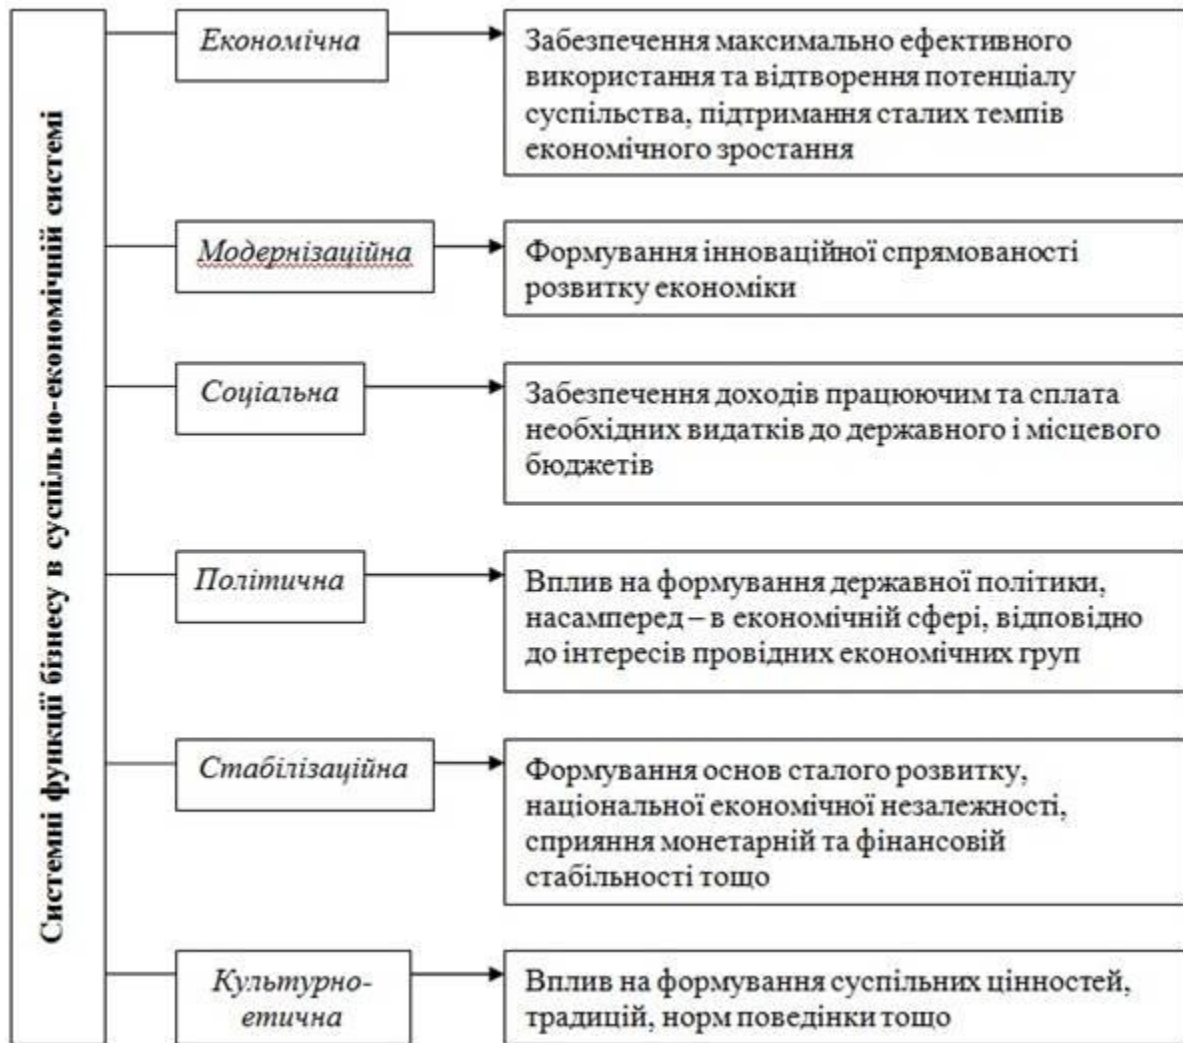 Системні функції бізнесу в суспільно-економічній системі
Економічна
Забезпечення максимально ефективного
використання та відтворення потенціалу
суспільства, підтримання сталих темпів
економічного зростання
Модернізаційна
Формування інноваційної спрямованості
розвитку економіки
Соціальна
Забезпечення доходів працюючим та сплата
необхідних видатків до державного і місцевого
бюджетів
Політична
Вплив на формування державної політики,
насамперед – в економічній сфері, відповідно
до інтересів провідних економічних груп
Стабілізаційна
Формування основ сталого розвитку,
національної економічної незалежності,
сприяння монетарній та фінансовій
стабільності тощо
Культурно-
етична
Вплив на формування суспільних цінностей,
традицій, норм поведінки тощо